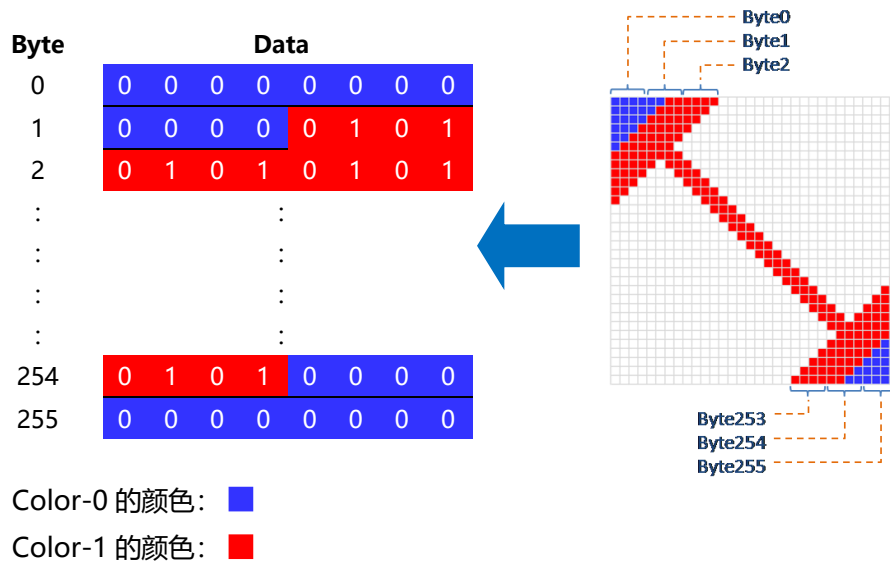 Byte Data
0 0 0 0 0 0 0 0 0
1 0 0 0 0 0 1 0 1
2 0 1 0 1 0 1 0 1
: :
: :
: :
: :
254 0 1 0 1 0 0 0 0
255 0 0 0 0 0 0 0 0
Color-0 的颜色：
Color-1 的颜色：
Byte0
Byte1
Byte2
Byte253
Byte254
Byte255